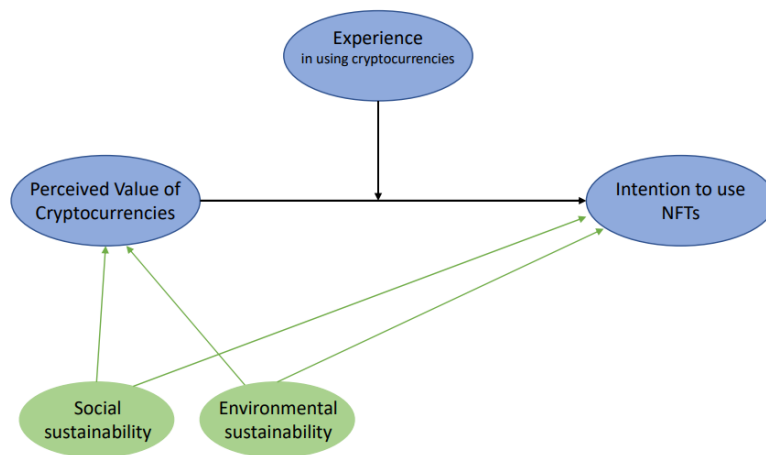 Experience
in using cryptocurrencies
Perceived Value of
Cryptocurrencies
Intention to use
NFTs
Social
sustainability
Environmental
sustainability